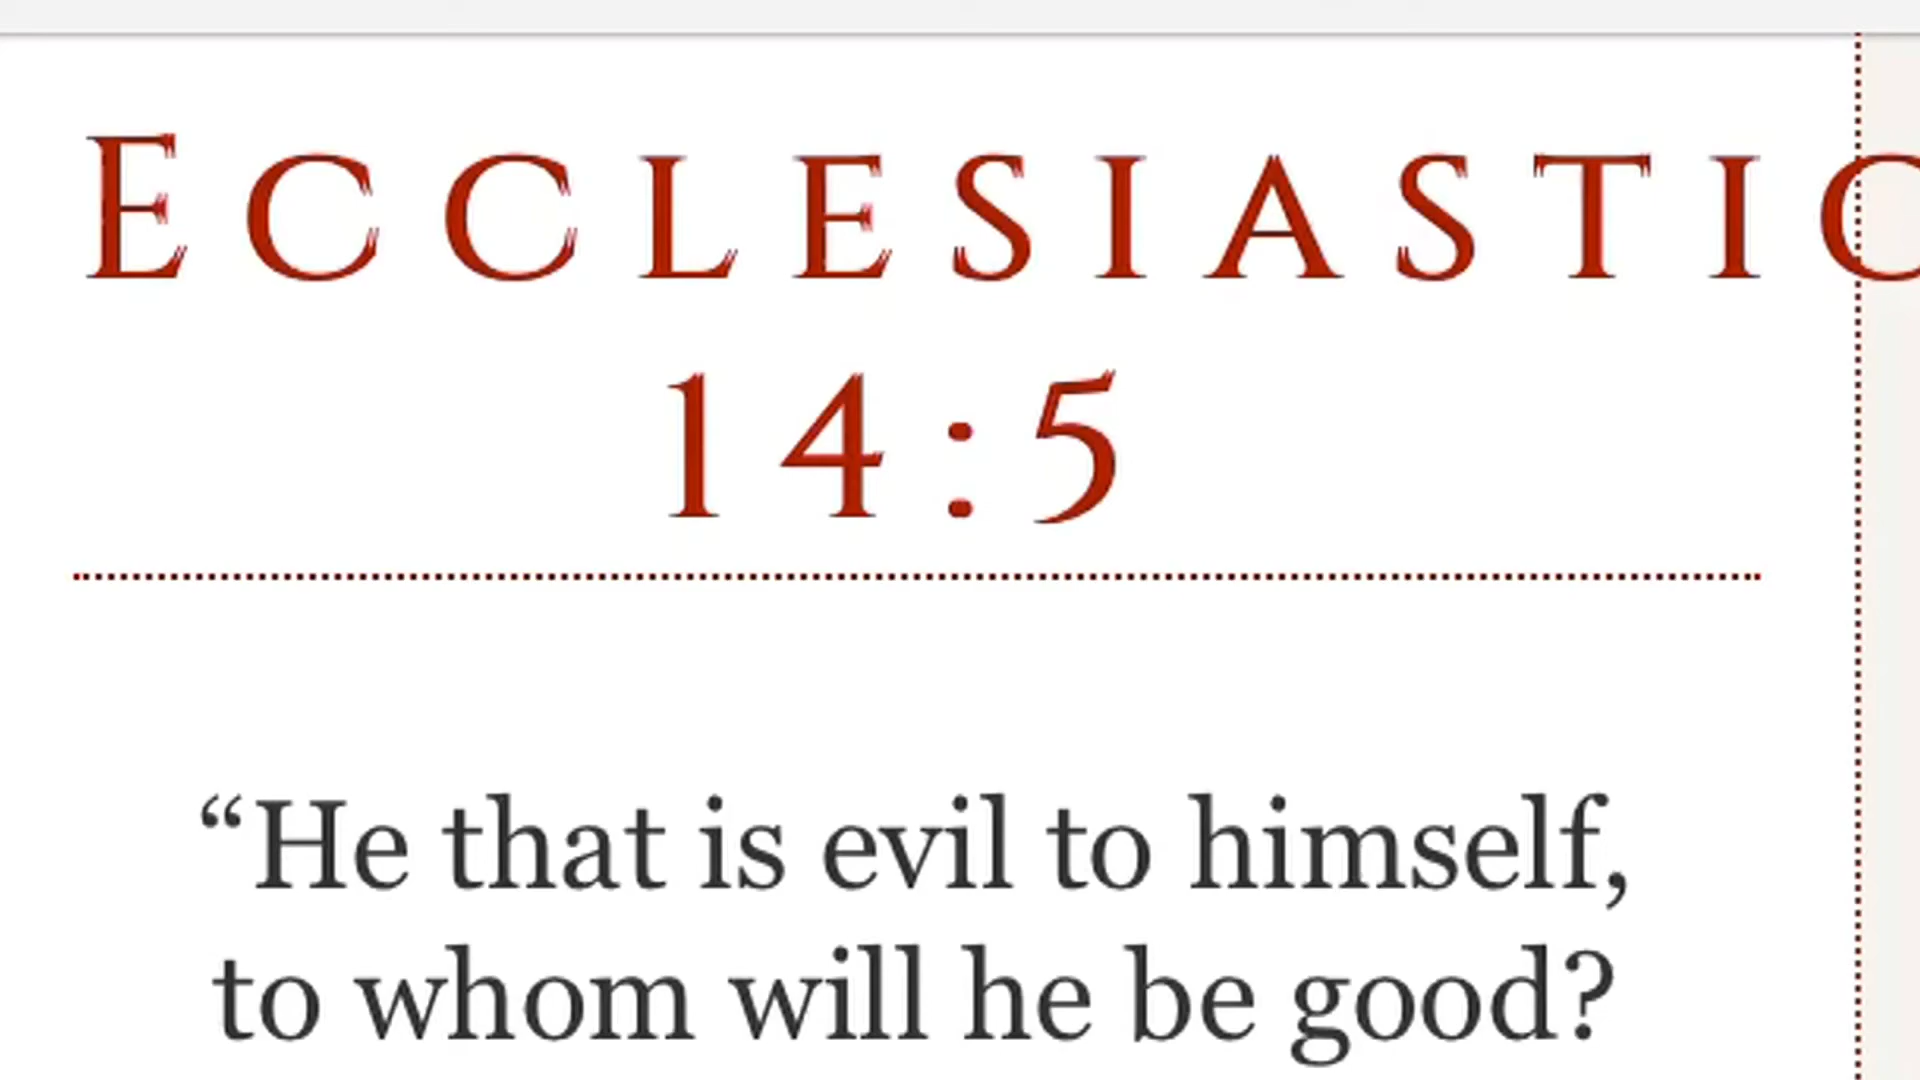 ECCLESIASTIC
14:5
“He that is evil to himself,
to whom will he be good?